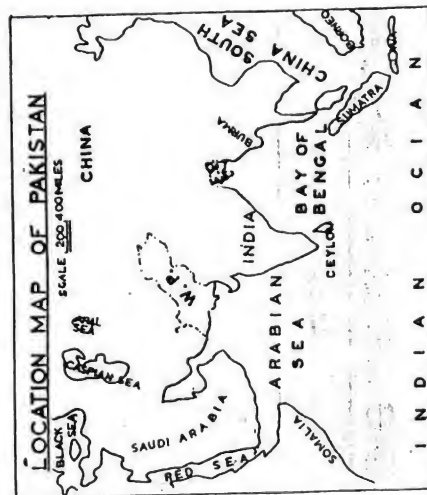 LOCATION MAP OF PAKISTAN
SCALE 200 400 MILES
BLACK SEA
CASPIAN SEA
ARAL SEA
CHINA
W.P.
SAUDI ARABIA
RED SEA
SOMALIA
ARABIAN SEA
INDIA
CEYLON
BAY OF BENGAL
BURMA
SOUTH CHINA SEA
BORNEO
SUMATRA
INDIAN OCIAN